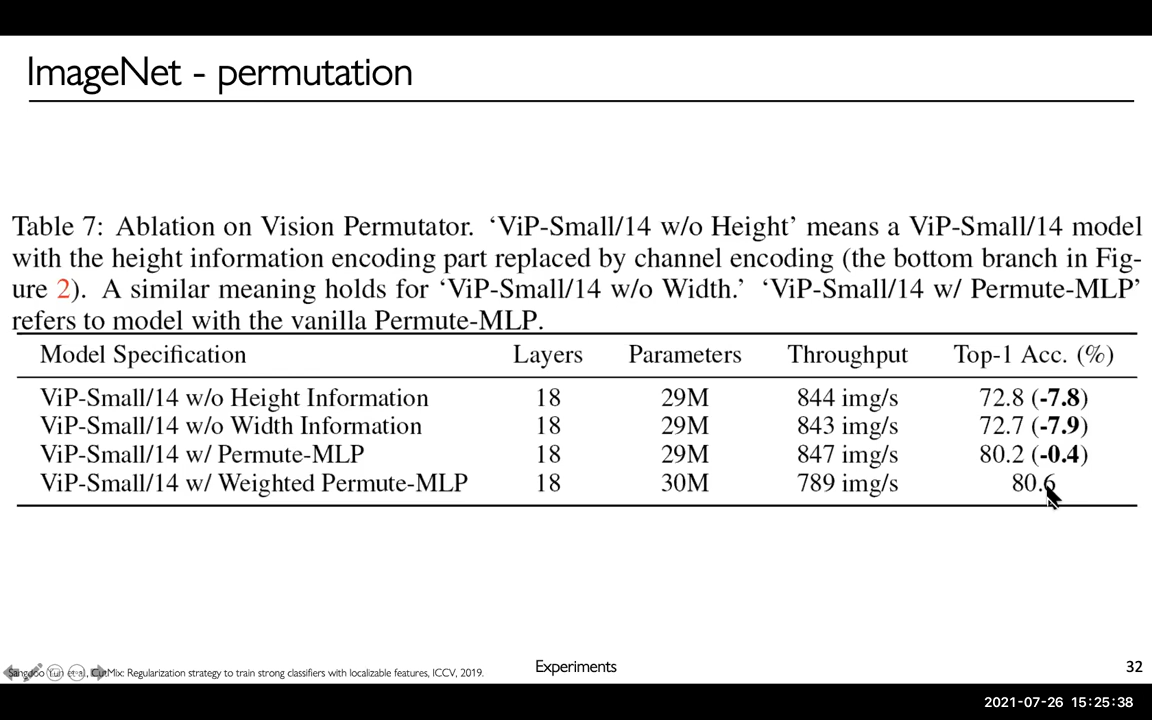 ImageNet - permutation
Table 7: Ablation on Vision Permutator. ‘ViP-Small/14 w/o Height’ means a ViP-Small/14 model
with the height information encoding part replaced by channel encoding (the bottom branch in Fig-
ure 2). A similar meaning holds for ‘ViP-Small/14 w/o Width.’ ‘ViP-Small/14 w/ Permute-MLP’
refers to model with the vanilla Permute-MLP.
Model Specification Layers Parameters Throughput Top-1 Acc. (%)
ViP-Small/14 w/o Height Information 18 29M 844 img/s 72.8 (-7.8)
ViP-Small/14 w/o Width Information 18 29M 843 img/s 72.7 (-7.9)
ViP-Small/14 w/ Permute-MLP 18 29M 847 img/s 80.2 (-0.4)
ViP-Small/14 w/ Weighted Permute-MLP 18 30M 789 img/s 80.6
Sangdoo Yun et al., CutMix: Regularization strategy to train strong classifiers with localizable features, ICCV, 2019.
Experiments
32
2021-07-26 15:25:38